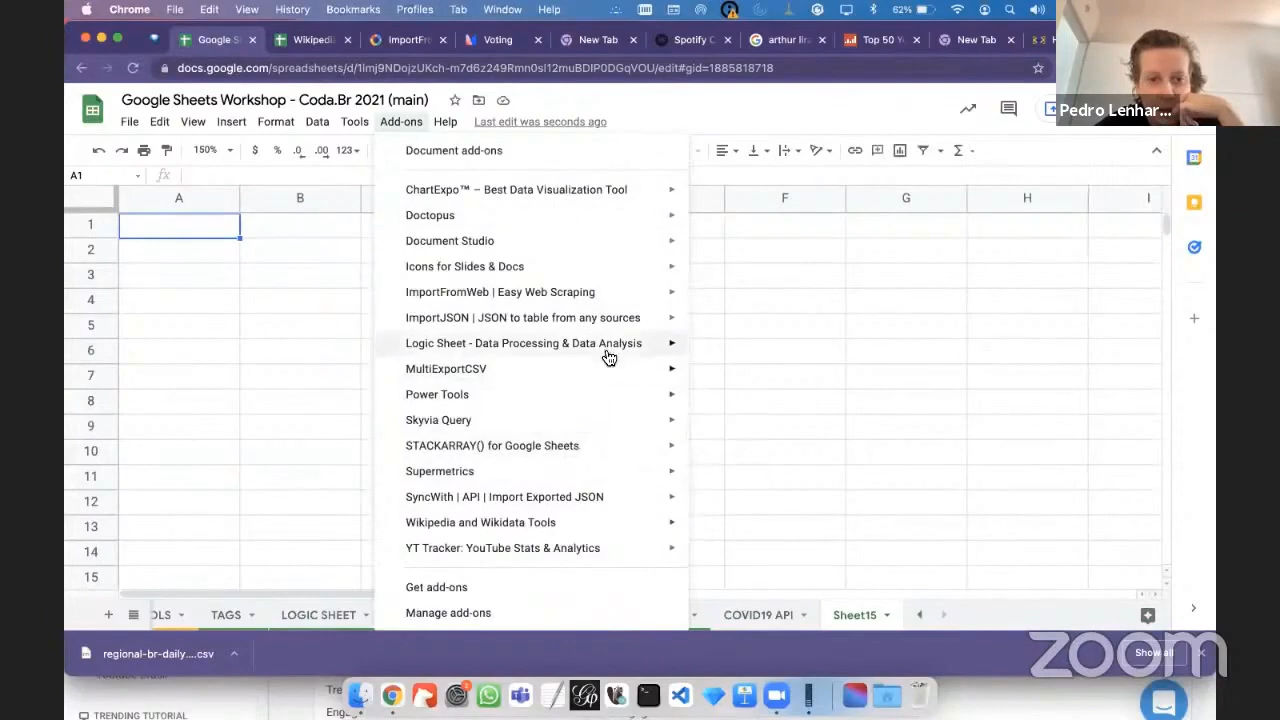 Chrome File Edit View History Bookmarks Profiles Tab Window Help 62%
Google S Wikipedi ImportFro Voting New Tab Spotify C arthur lir Top 50 Y New Tab
docs.google.com/spreadsheets/d/1lmj9NDojzUKch-m7d6z249Rmn0sI12muBDIP0DGqVOU/edit#gid=1885818718
Pedro Lenhar...
Google Sheets Workshop - Coda.Br 2021 (main)
File Edit View Insert Format Data Tools Add-ons Help Last edit was seconds ago
150% $ % .0 .00 123
A1 fx
Document add-ons
ChartExpo™ – Best Data Visualization Tool
Doctopus
Document Studio
Icons for Slides & Docs
ImportFromWeb | Easy Web Scraping
ImportJSON | JSON to table from any sources
Logic Sheet - Data Processing & Data Analysis
MultiExportCSV
Power Tools
Skyvia Query
STACKARRAY() for Google Sheets
Supermetrics
SyncWith | API | Import Exported JSON
Wikipedia and Wikidata Tools
YT Tracker: YouTube Stats & Analytics
Get add-ons
Manage add-ons
A B F G H I
1
2
3
4
5
6
7
8
9
10
11
12
13
14
15
OLS TAGS LOGIC SHEET COVID19 API Sheet15
regional-br-daily....csv Show all
zoom
TRENDING TUTORIAL